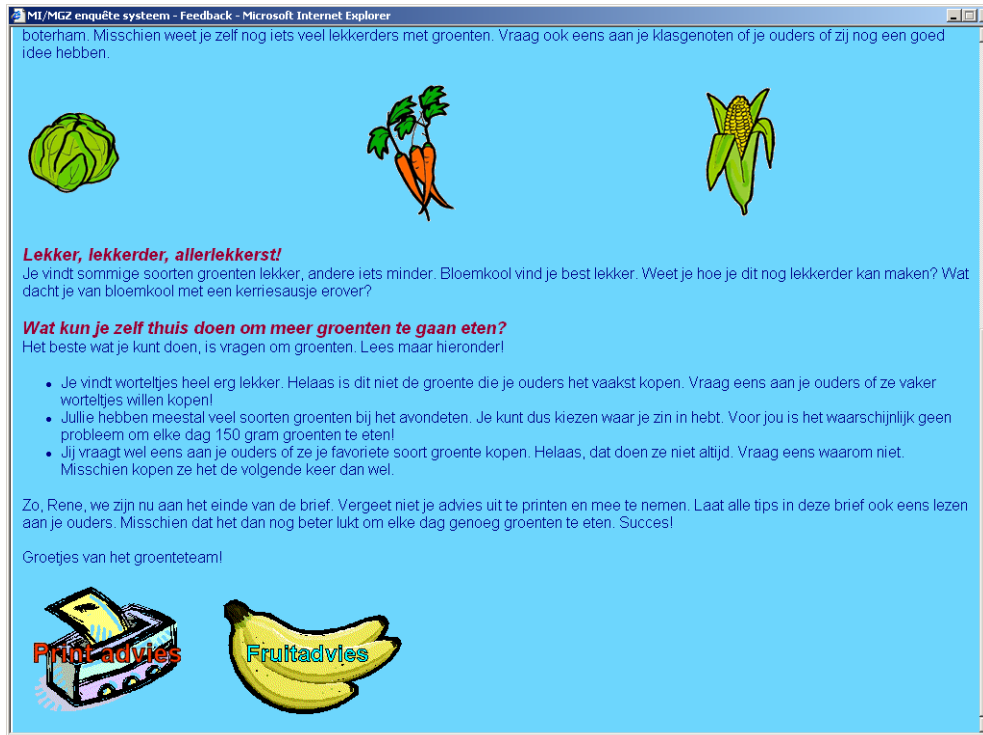 MI/MGZ enquête systeem - Feedback - Microsoft Internet Explorer
boterham. Misschien weet je zelf nog iets veel lekkerders met groenten. Vraag ook eens aan je klasgenoten of je ouders of zij nog een goed
idee hebben.
Lekker, lekkerder, allerlekkerst!
Je vindt sommige soorten groenten lekker, andere iets minder. Bloemkool vind je best lekker. Weet je hoe je dit nog lekkerder kan maken? Wat
dacht je van bloemkool met een kerriesausje erover?
Wat kun je zelf thuis doen om meer groenten te gaan eten?
Het beste wat je kunt doen, is vragen om groenten. Lees maar hieronder!
• Je vindt worteltjes heel erg lekker. Helaas is dit niet de groente die je ouders het vaakst kopen. Vraag eens aan je ouders of ze vaker
worteltjes willen kopen!
• Jullie hebben meestal veel soorten groenten bij het avondeten. Je kunt dus kiezen waar je zin in hebt. Voor jou is het waarschijnlijk geen
probleem om elke dag 150 gram groenten te eten!
• Jij vraagt wel eens aan je ouders of ze je favoriete soort groente kopen. Helaas, dat doen ze niet altijd. Vraag eens waarom niet.
Misschien kopen ze het de volgende keer dan wel.
Zo, Rene, we zijn nu aan het einde van de brief. Vergeet niet je advies uit te printen en mee te nemen. Laat alle tips in deze brief ook eens lezen
aan je ouders. Misschien dat het dan nog beter lukt om elke dag genoeg groenten te eten. Succes!
Groetjes van het groenteteam!
Print advies
Fruitadvies